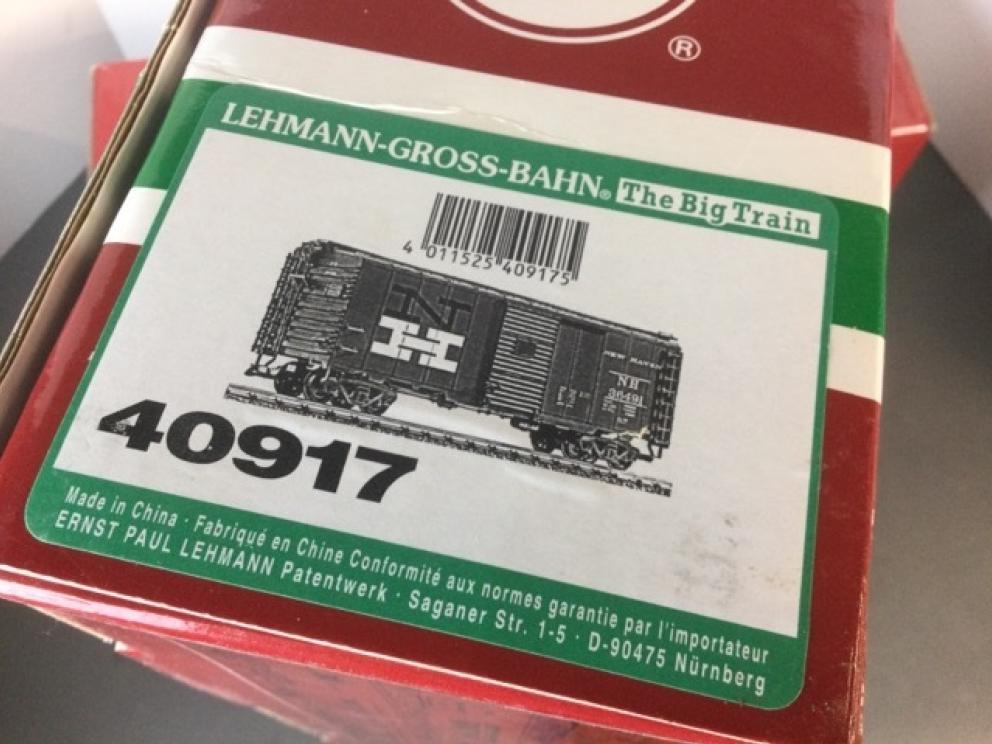 ®
LEHMANN-GROSS-BAHN® The Big Train
4 011525 409175
NH
NEW HAVEN
NH
36491
40917
Made in China · Fabriqué en Chine Conformité aux normes garantie par l'importateur
ERNST PAUL LEHMANN Patentwerk · Saganer Str. 1-5 · D-90475 Nürnberg